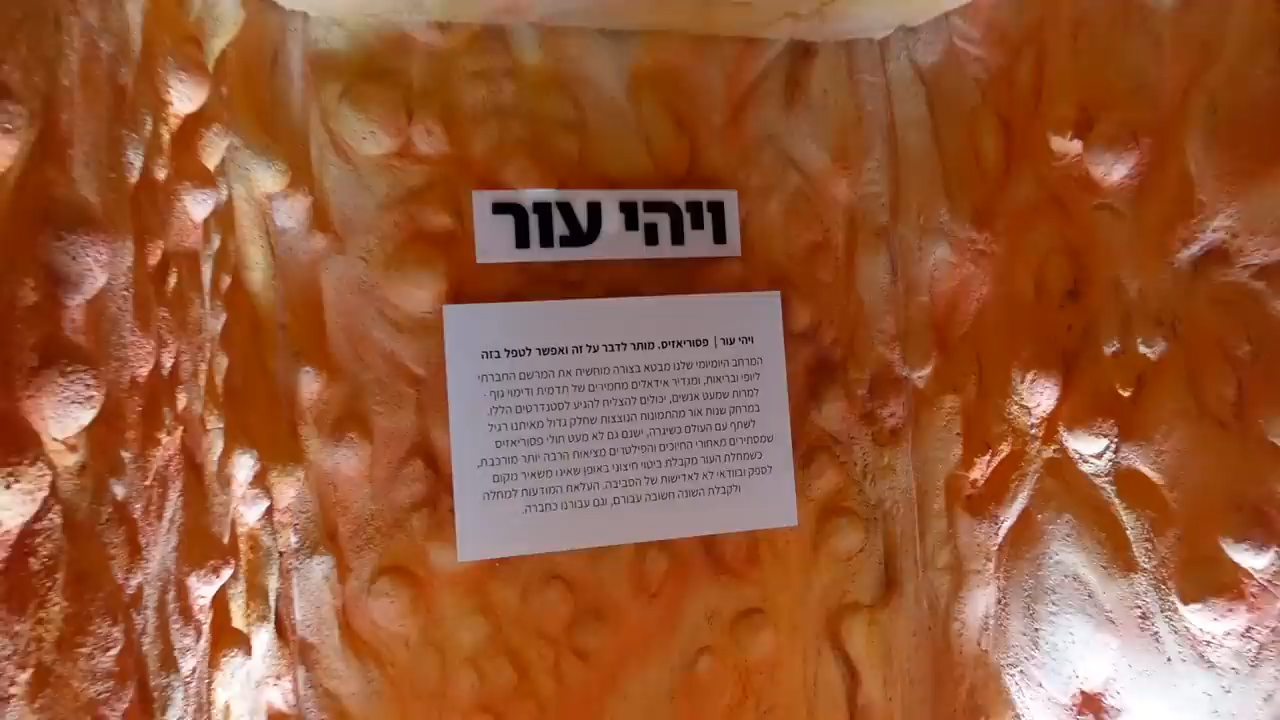 ויהי עור
ויהי עור | פסוריאזיס. מותר לדבר על זה ואפשר לטפל בזה
המרחב היומיומי שלנו מבטא בצורה מוחשית את המרשם החברתי
ליופי ובריאות, ומגדיר אידאלים מחמירים של תדמית ודימוי גוף -
למרות שמעט אנשים, יכולים להצליח להגיע לסטנדרטים הללו.
במרחק שנות אור מהתמונות הנוצצות שחלק גדול מאיתנו רגיל
לשתף עם העולם כשיגרה, ישנם גם לא מעט חולי פסוריאזיס
שמסתירים מאחורי החיוכים והפילטרים מציאות הרבה יותר מורכבת,
כשמחלת העור מקבלת ביטוי חיצוני באופן שאינו משאיר מקום
לספק ובוודאי לא לאדישות של הסביבה. העלאת המודעות למחלה
ולקבלת השונה חשובה עבורם, וגם עבורנו כחברה.